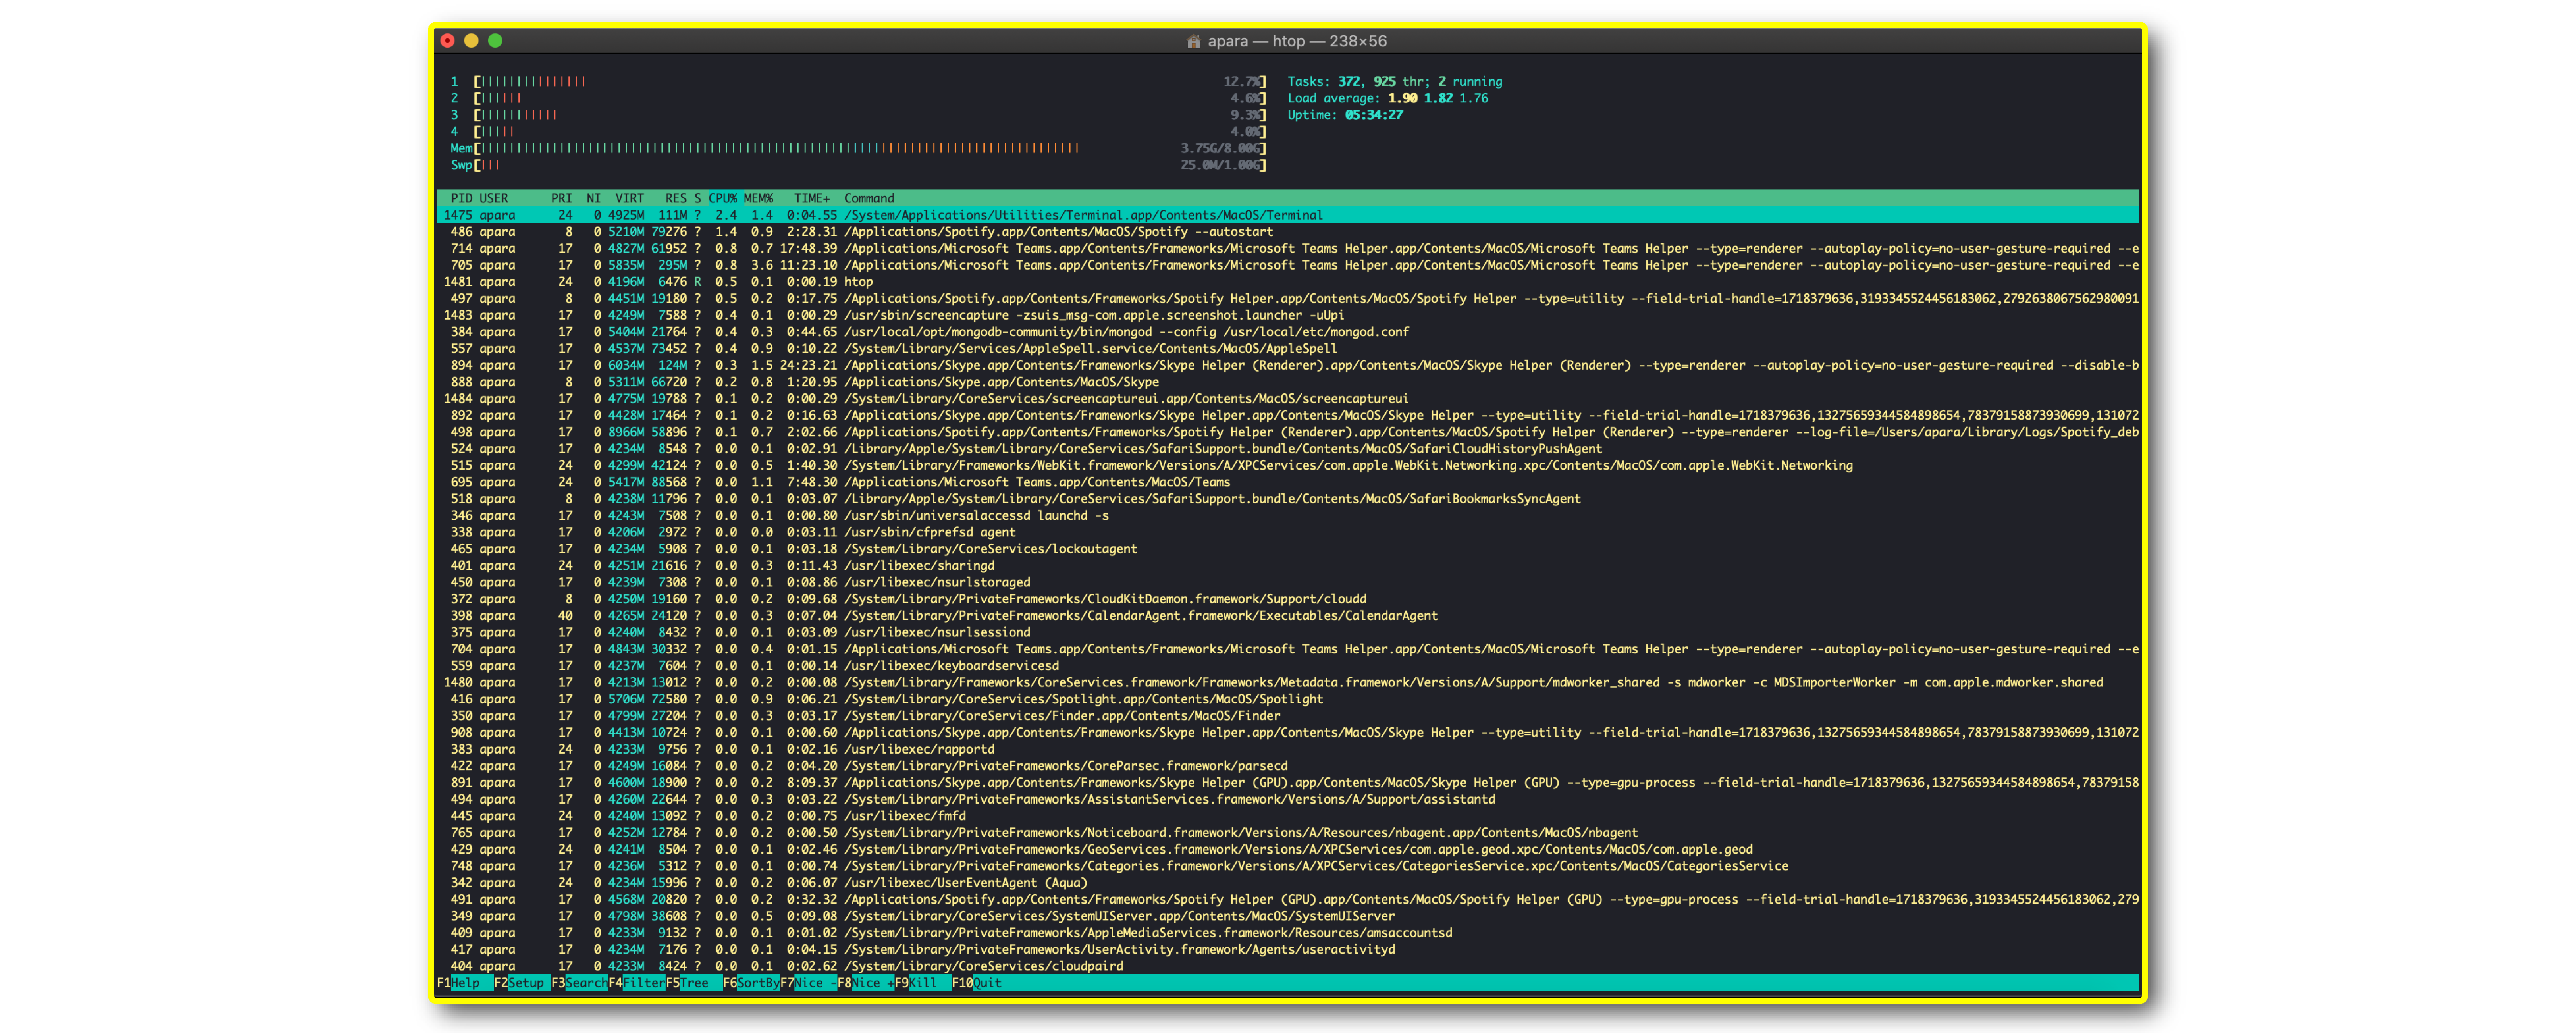 apara — htop — 238×56
1 [||||||||||||||| 12.7%] Tasks: 372, 925 thr; 2 running
2 [|||||| 4.6%] Load average: 1.90 1.82 1.76
3 [||||||||||| 9.3%] Uptime: 05:34:27
4 [||||| 4.0%]
Mem[|||||||||||||||||||||||||||||||||||||||||||||||||||||||||||||||||||||||||||||||||||| 3.75G/8.00G]
Swp[||| 25.0M/1.00G]
PID USER PRI NI VIRT RES S CPU% MEM% TIME+ Command
1475 apara 24 0 4925M 111M ? 2.4 1.4 0:04.55 /System/Applications/Utilities/Terminal.app/Contents/MacOS/Terminal
486 apara 8 0 5210M 79276 ? 1.4 0.9 2:28.31 /Applications/Spotify.app/Contents/MacOS/Spotify --autostart
714 apara 17 0 4827M 61952 ? 0.8 0.7 17:48.39 /Applications/Microsoft Teams.app/Contents/Frameworks/Microsoft Teams Helper.app/Contents/MacOS/Microsoft Teams Helper --type=renderer --autoplay-policy=no-user-gesture-required --e
705 apara 17 0 5835M 295M ? 0.8 3.6 11:23.10 /Applications/Microsoft Teams.app/Contents/Frameworks/Microsoft Teams Helper.app/Contents/MacOS/Microsoft Teams Helper --type=renderer --autoplay-policy=no-user-gesture-required --e
1481 apara 24 0 4196M 6476 R 0.5 0.1 0:00.19 htop
497 apara 8 0 4451M 19180 ? 0.5 0.2 0:17.75 /Applications/Spotify.app/Contents/Frameworks/Spotify Helper.app/Contents/MacOS/Spotify Helper --type=utility --field-trial-handle=1718379636,3193345524456183062,2792638067562980091
1483 apara 17 0 4249M 7588 ? 0.4 0.1 0:00.29 /usr/sbin/screencapture -zsuis_msg-com.apple.screenshot.launcher -uUpi
384 apara 17 0 5404M 21764 ? 0.4 0.3 0:44.65 /usr/local/opt/mongodb-community/bin/mongod --config /usr/local/etc/mongod.conf
557 apara 17 0 4537M 73452 ? 0.4 0.9 0:10.22 /System/Library/Services/AppleSpell.service/Contents/MacOS/AppleSpell
894 apara 17 0 6034M 124M ? 0.3 1.5 24:23.21 /Applications/Skype.app/Contents/Frameworks/Skype Helper (Renderer).app/Contents/MacOS/Skype Helper (Renderer) --type=renderer --autoplay-policy=no-user-gesture-required --disable-b
888 apara 8 0 5311M 66720 ? 0.2 0.8 1:20.95 /Applications/Skype.app/Contents/MacOS/Skype
1484 apara 17 0 4775M 19788 ? 0.1 0.2 0:00.29 /System/Library/CoreServices/screencaptureui.app/Contents/MacOS/screencaptureui
892 apara 17 0 4428M 17464 ? 0.1 0.2 0:16.63 /Applications/Skype.app/Contents/Frameworks/Skype Helper.app/Contents/MacOS/Skype Helper --type=utility --field-trial-handle=1718379636,13275659344584898654,78379158873930699,131072
498 apara 17 0 8966M 58896 ? 0.1 0.7 2:02.66 /Applications/Spotify.app/Contents/Frameworks/Spotify Helper (Renderer).app/Contents/MacOS/Spotify Helper (Renderer) --type=renderer --log-file=/Users/apara/Library/Logs/Spotify_deb
524 apara 17 0 4234M 8548 ? 0.0 0.1 0:02.91 /Library/Apple/System/Library/CoreServices/SafariSupport.bundle/Contents/MacOS/SafariCloudHistoryPushAgent
515 apara 24 0 4299M 42124 ? 0.0 0.5 1:40.30 /System/Library/Frameworks/WebKit.framework/Versions/A/XPCServices/com.apple.WebKit.Networking.xpc/Contents/MacOS/com.apple.WebKit.Networking
695 apara 24 0 5417M 88568 ? 0.0 1.1 7:48.30 /Applications/Microsoft Teams.app/Contents/MacOS/Teams
518 apara 8 0 4238M 11796 ? 0.0 0.1 0:03.07 /Library/Apple/System/Library/CoreServices/SafariSupport.bundle/Contents/MacOS/SafariBookmarksSyncAgent
346 apara 17 0 4243M 7508 ? 0.0 0.1 0:00.80 /usr/sbin/universalaccessd launchd -s
338 apara 17 0 4206M 2972 ? 0.0 0.0 0:03.11 /usr/sbin/cfprefsd agent
465 apara 17 0 4234M 5908 ? 0.0 0.1 0:03.18 /System/Library/CoreServices/lockoutagent
401 apara 24 0 4251M 21616 ? 0.0 0.3 0:11.43 /usr/libexec/sharingd
450 apara 17 0 4239M 7308 ? 0.0 0.1 0:08.86 /usr/libexec/nsurlstoraged
372 apara 8 0 4250M 19160 ? 0.0 0.2 0:09.68 /System/Library/PrivateFrameworks/CloudKitDaemon.framework/Support/cloudd
398 apara 40 0 4265M 24120 ? 0.0 0.3 0:07.04 /System/Library/PrivateFrameworks/CalendarAgent.framework/Executables/CalendarAgent
375 apara 17 0 4240M 8432 ? 0.0 0.1 0:03.09 /usr/libexec/nsurlsessiond
704 apara 17 0 4843M 30332 ? 0.0 0.4 0:01.15 /Applications/Microsoft Teams.app/Contents/Frameworks/Microsoft Teams Helper.app/Contents/MacOS/Microsoft Teams Helper --type=renderer --autoplay-policy=no-user-gesture-required --e
559 apara 17 0 4237M 7604 ? 0.0 0.1 0:00.14 /usr/libexec/keyboardservicesd
1480 apara 17 0 4213M 13012 ? 0.0 0.2 0:00.08 /System/Library/Frameworks/CoreServices.framework/Frameworks/Metadata.framework/Versions/A/Support/mdworker_shared -s mdworker -c MDSImporterWorker -m com.apple.mdworker.shared
416 apara 17 0 5706M 72580 ? 0.0 0.9 0:06.21 /System/Library/CoreServices/Spotlight.app/Contents/MacOS/Spotlight
350 apara 17 0 4799M 27204 ? 0.0 0.3 0:03.17 /System/Library/CoreServices/Finder.app/Contents/MacOS/Finder
908 apara 17 0 4413M 10724 ? 0.0 0.1 0:00.60 /Applications/Skype.app/Contents/Frameworks/Skype Helper.app/Contents/MacOS/Skype Helper --type=utility --field-trial-handle=1718379636,13275659344584898654,78379158873930699,131072
383 apara 24 0 4233M 9756 ? 0.0 0.1 0:02.16 /usr/libexec/rapportd
422 apara 17 0 4249M 16084 ? 0.0 0.2 0:04.20 /System/Library/PrivateFrameworks/CoreParsec.framework/parsecd
891 apara 17 0 4600M 18900 ? 0.0 0.2 8:09.37 /Applications/Skype.app/Contents/Frameworks/Skype Helper (GPU).app/Contents/MacOS/Skype Helper (GPU) --type=gpu-process --field-trial-handle=1718379636,13275659344584898654,78379158
494 apara 17 0 4260M 22644 ? 0.0 0.3 0:03.22 /System/Library/PrivateFrameworks/AssistantServices.framework/Versions/A/Support/assistantd
445 apara 24 0 4240M 13092 ? 0.0 0.2 0:00.75 /usr/libexec/fmfd
765 apara 17 0 4252M 12784 ? 0.0 0.2 0:00.50 /System/Library/PrivateFrameworks/Noticeboard.framework/Versions/A/Resources/nbagent.app/Contents/MacOS/nbagent
429 apara 24 0 4241M 8504 ? 0.0 0.1 0:02.46 /System/Library/PrivateFrameworks/GeoServices.framework/Versions/A/XPCServices/com.apple.geod.xpc/Contents/MacOS/com.apple.geod
748 apara 17 0 4236M 5312 ? 0.0 0.1 0:00.74 /System/Library/PrivateFrameworks/Categories.framework/Versions/A/XPCServices/CategoriesService.xpc/Contents/MacOS/CategoriesService
342 apara 24 0 4234M 15996 ? 0.0 0.2 0:06.07 /usr/libexec/UserEventAgent (Aqua)
491 apara 17 0 4568M 20820 ? 0.0 0.2 0:32.32 /Applications/Spotify.app/Contents/Frameworks/Spotify Helper (GPU).app/Contents/MacOS/Spotify Helper (GPU) --type=gpu-process --field-trial-handle=1718379636,3193345524456183062,279
349 apara 17 0 4798M 38608 ? 0.0 0.5 0:09.08 /System/Library/CoreServices/SystemUIServer.app/Contents/MacOS/SystemUIServer
409 apara 17 0 4233M 9132 ? 0.0 0.1 0:01.02 /System/Library/PrivateFrameworks/AppleMediaServices.framework/Resources/amsaccountsd
417 apara 17 0 4234M 7176 ? 0.0 0.1 0:04.15 /System/Library/PrivateFrameworks/UserActivity.framework/Agents/useractivityd
404 apara 17 0 4233M 8424 ? 0.0 0.1 0:02.62 /System/Library/CoreServices/cloudpaird
F1Help F2Setup F3SearchF4FilterF5Tree F6SortByF7Nice -F8Nice +F9Kill F10Quit